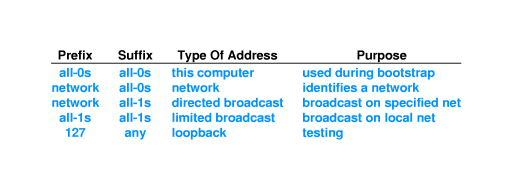 Prefix Suffix Type Of Address Purpose
all-0s all-0s this computer used during bootstrap
network all-0s network identifies a network
network all-1s directed broadcast broadcast on specified net
all-1s all-1s limited broadcast broadcast on local net
127 any loopback testing